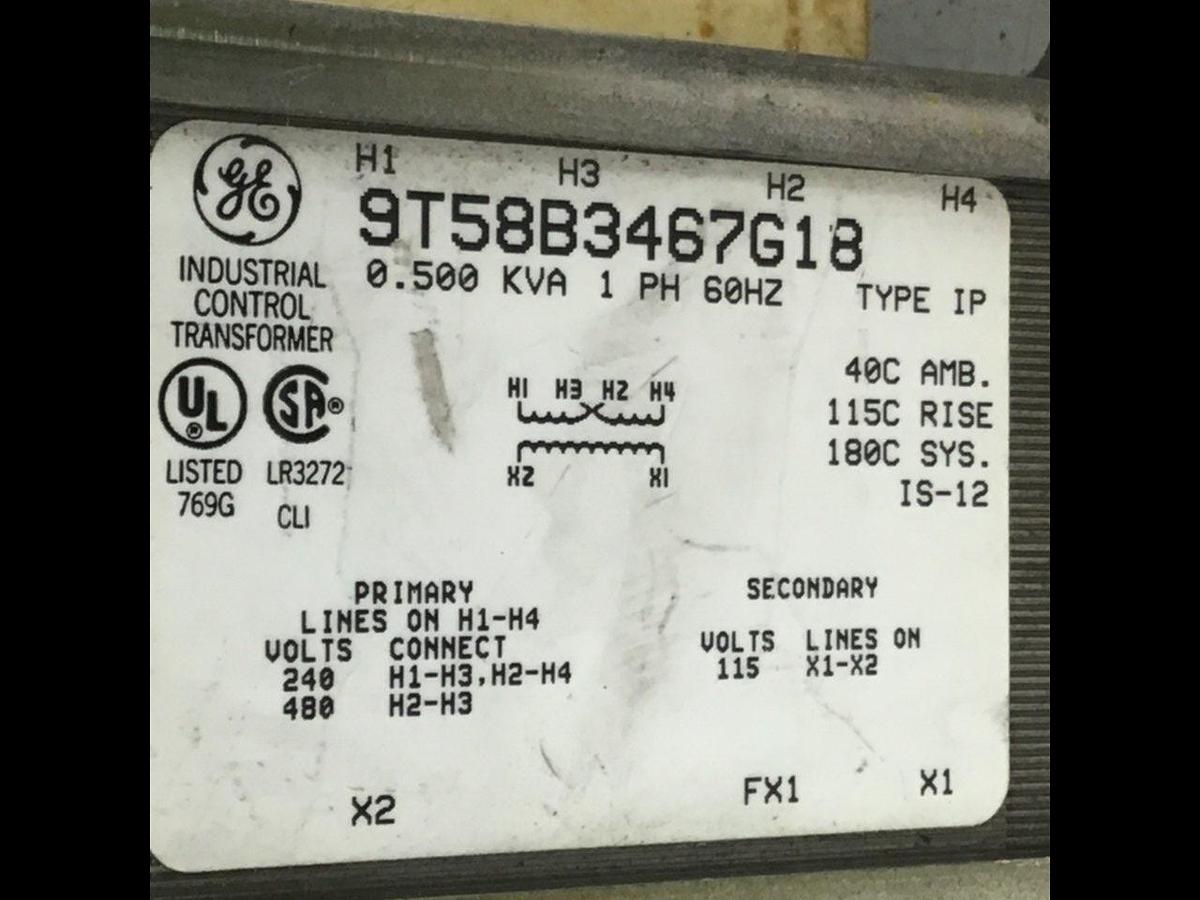 H1 H3 H2 H4
GE
9T58B3467G18
0.500 KVA 1 PH 60HZ TYPE IP
INDUSTRIAL
CONTROL
TRANSFORMER
UL ®
SA ®
LISTED
769G
LR3272
CLI
H1 H3 H2 H4
X2 X1
40C AMB.
115C RISE
180C SYS.
IS-12
PRIMARY
LINES ON H1-H4
VOLTS CONNECT
240 H1-H3,H2-H4
480 H2-H3
SECONDARY
VOLTS LINES ON
115 X1-X2
X2 FX1 X1